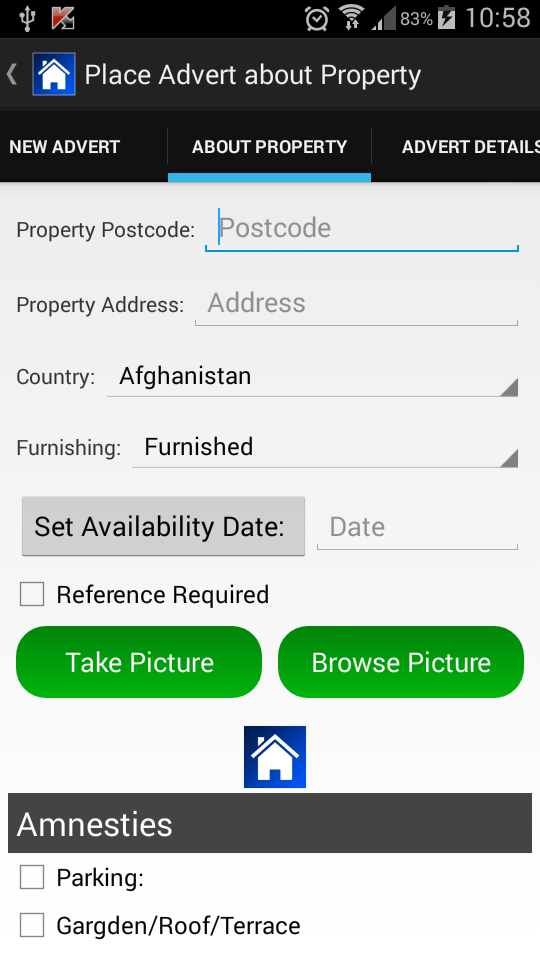 83% 10:58
Place Advert about Property
NEW ADVERT ABOUT PROPERTY ADVERT DETAILS
Property Postcode: Postcode
Property Address: Address
Country: Afghanistan
Furnishing: Furnished
Set Availability Date: Date
Reference Required
Take Picture Browse Picture
Amnesties
Parking:
Gargden/Roof/Terrace